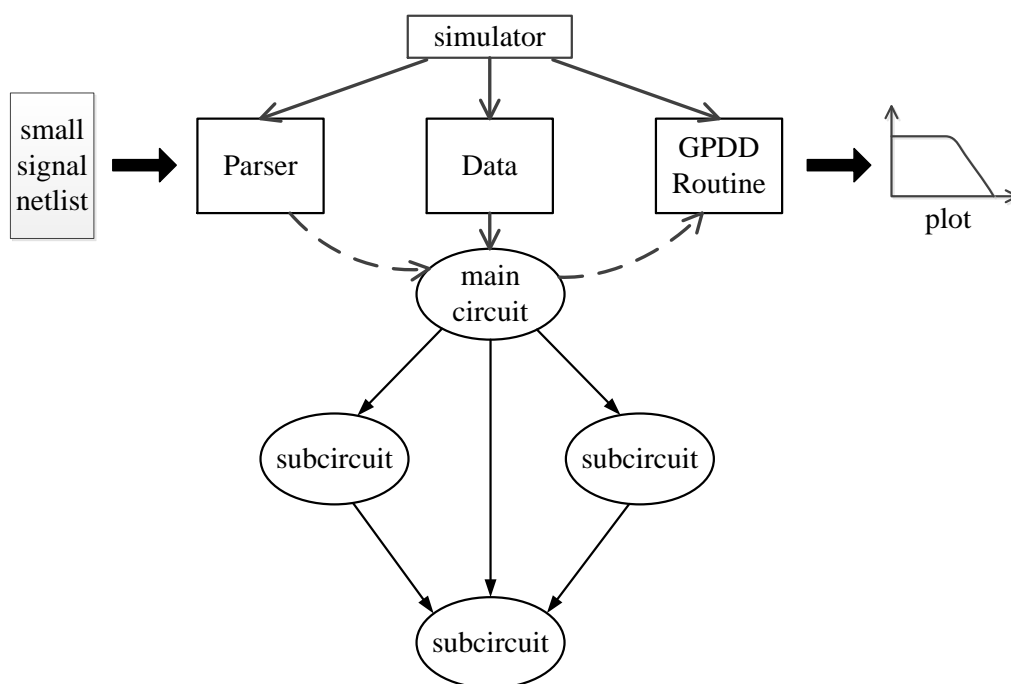 simulator
small
signal
netlist
Parser
Data
GPDD
Routine
plot
main
circuit
subcircuit
subcircuit
subcircuit